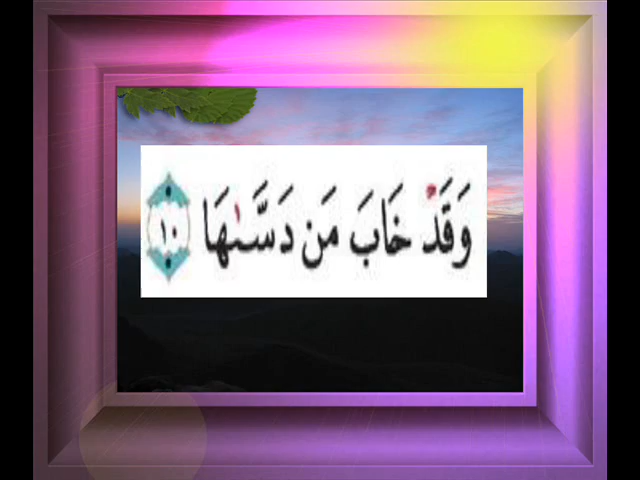 وَقَدْ خَابَ مَن دَسَّىٰهَا ١٠